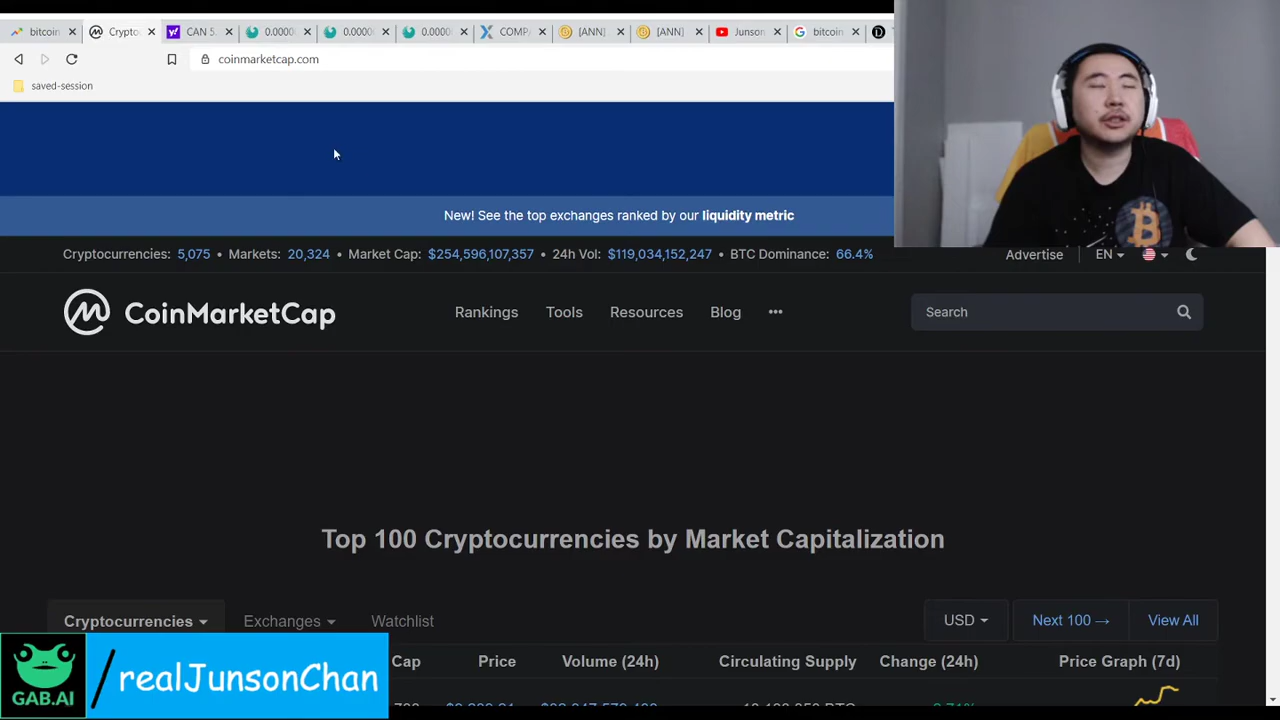 bitcoin
Crypto
CAN 5.
0.0000
0.0000
0.0000
COMP
[ANN]
[ANN]
Junson
bitcoin
coinmarketcap.com
saved-session
New! See the top exchanges ranked by our liquidity metric
Cryptocurrencies: 5,075 • Markets: 20,324 • Market Cap: $254,596,107,357 • 24h Vol: $119,034,152,247 • BTC Dominance: 66.4%
Advertise
EN
CoinMarketCap
Rankings
Tools
Resources
Blog
Search
Top 100 Cryptocurrencies by Market Capitalization
Cryptocurrencies
Exchanges
Watchlist
USD
Next 100 →
View All
Cap
Price
Volume (24h)
Circulating Supply
Change (24h)
Price Graph (7d)
GAB.AI
/realJunsonChan